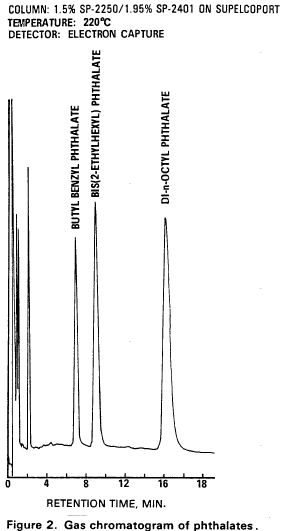 COLUMN: 1.5% SP-2250/1.95% SP-2401 ON SUPELCOPORT
TEMPERATURE: 220°C
DETECTOR: ELECTRON CAPTURE
BUTYL BENZYL PHTHALATE
BIS(2-ETHYLHEXYL) PHTHALATE
DI-n-OCTYL PHTHALATE
0 4 8 12 16 18
RETENTION TIME, MIN.
Figure 2. Gas chromatogram of phthalates.